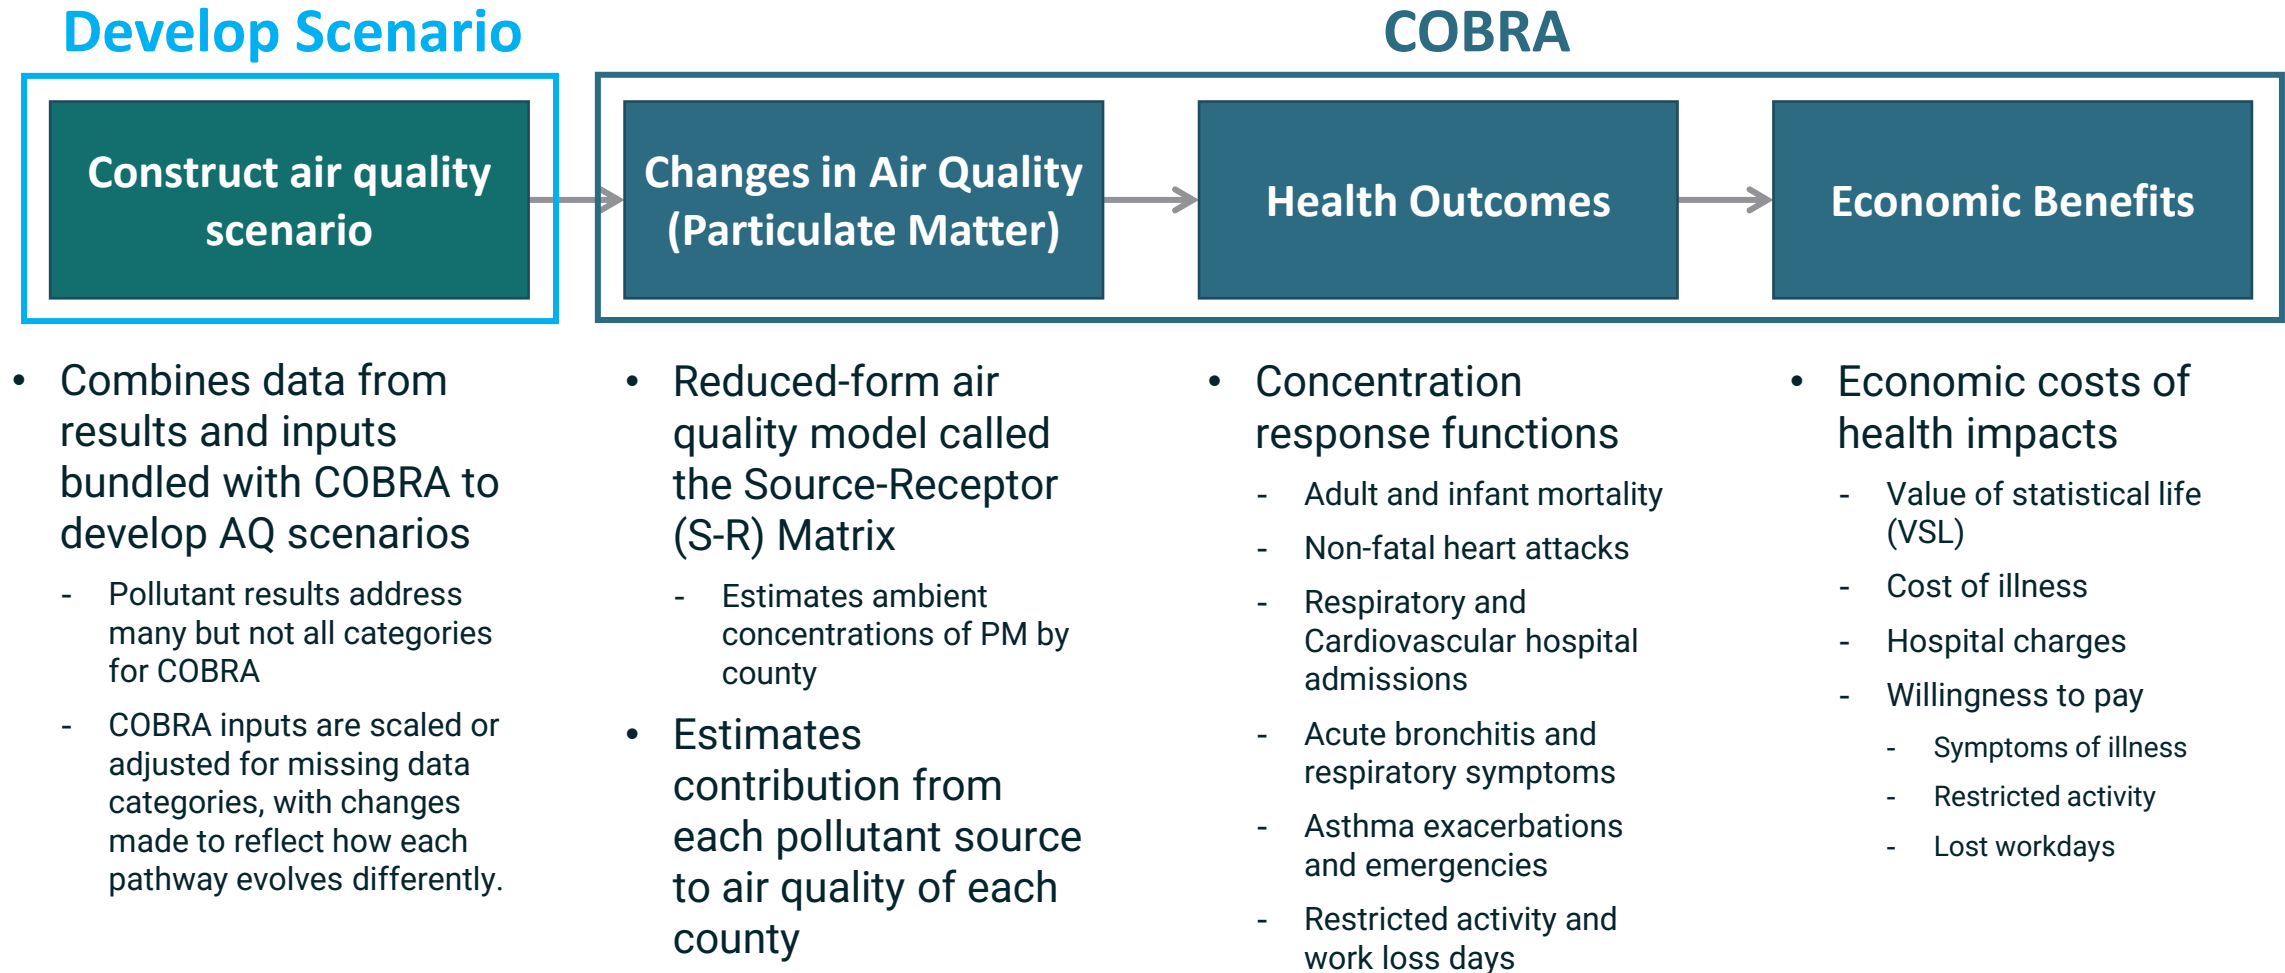 Develop Scenario
COBRA
Construct air quality
scenario
Changes in Air Quality
(Particulate Matter)
Health Outcomes
Economic Benefits
• Combines data from
results and inputs
bundled with COBRA to
develop AQ scenarios
- Pollutant results address
many but not all categories
for COBRA
- COBRA inputs are scaled or
adjusted for missing data
categories, with changes
made to reflect how each
pathway evolves differently.
• Reduced-form air
quality model called
the Source-Receptor
(S-R) Matrix
- Estimates ambient
concentrations of PM by
county
• Estimates
contribution from
each pollutant source
to air quality of each
county
• Concentration
response functions
- Adult and infant mortality
- Non-fatal heart attacks
- Respiratory and
Cardiovascular hospital
admissions
- Acute bronchitis and
respiratory symptoms
- Asthma exacerbations
and emergencies
- Restricted activity and
work loss days
• Economic costs of
health impacts
- Value of statistical life
(VSL)
- Cost of illness
- Hospital charges
- Willingness to pay
- Symptoms of illness
- Restricted activity
- Lost workdays